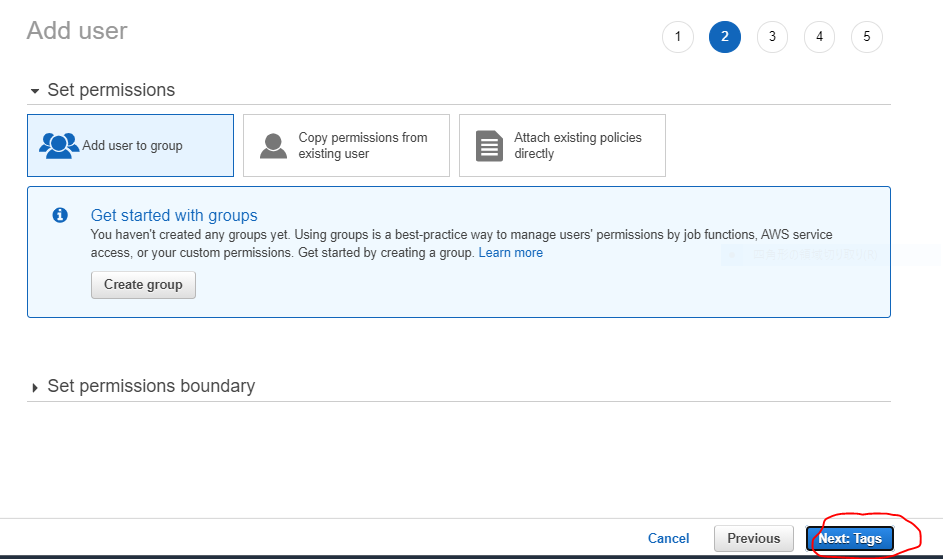 Add user
1 2 3 4 5
Set permissions
Add user to group
Copy permissions from
existing user
Attach existing policies
directly
Get started with groups
You haven't created any groups yet. Using groups is a best-practice way to manage users' permissions by job functions, AWS service
access, or your custom permissions. Get started by creating a group. Learn more
Create group
Set permissions boundary
Cancel Previous Next: Tags